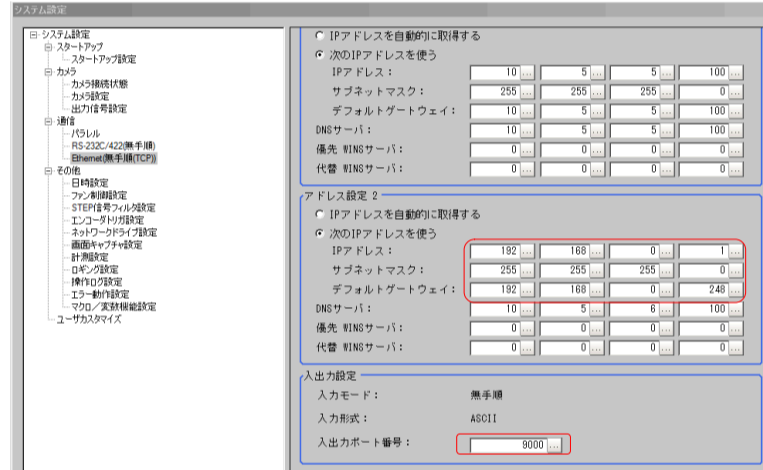 システム設定
システム設定
スタートアップ
スタートアップ設定
カメラ
カメラ接続状態
カメラ設定
出力信号設定
通信
パラレル
RS-232C/422(無手順)
Ethernet(無手順(TCP))
その他
日時設定
ファン制御設定
STEP信号フィルタ設定
エンコーダトリガ設定
ネットワークドライブ設定
画面キャプチャ設定
計測設定
ロギング設定
操作ログ設定
エラー動作設定
マクロ/変数機能設定
ユーザカスタマイズ
IPアドレスを自動的に取得する
次のIPアドレスを使う
IPアドレス: 10 ... 5 ... 5 ... 100 ...
サブネットマスク: 255 ... 255 ... 255 ... 0 ...
デフォルトゲートウェイ: 10 ... 5 ... 5 ... 100 ...
DNSサーバ: 10 ... 5 ... 5 ... 100 ...
優先 WINSサーバ: 0 ... 0 ... 0 ... 0 ...
代替 WINSサーバ: 0 ... 0 ... 0 ... 0 ...
アドレス設定 2
IPアドレスを自動的に取得する
次のIPアドレスを使う
IPアドレス: 192 ... 168 ... 0 ... 1 ...
サブネットマスク: 255 ... 255 ... 255 ... 0 ...
デフォルトゲートウェイ: 192 ... 168 ... 0 ... 248 ...
DNSサーバ: 10 ... 5 ... 6 ... 100 ...
優先 WINSサーバ: 0 ... 0 ... 0 ... 0 ...
代替 WINSサーバ: 0 ... 0 ... 0 ... 0 ...
入出力設定
入力モード: 無手順
入力形式: ASCII
入出力ポート番号: 9000 ...